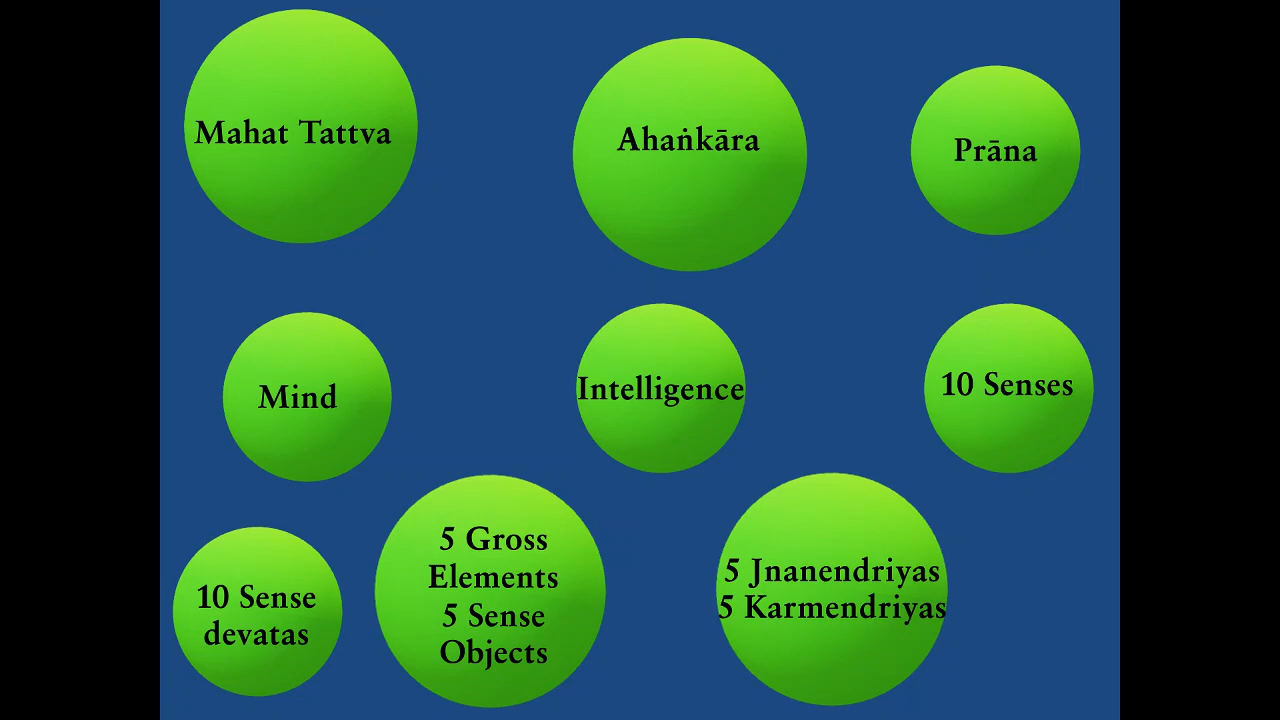 Mahat Tattva
Ahaṅkāra
Prāna
Mind
Intelligence
10 Senses
10 Sense
devatas
5 Gross
Elements
5 Sense
Objects
5 Jnanendriyas
5 Karmendriyas